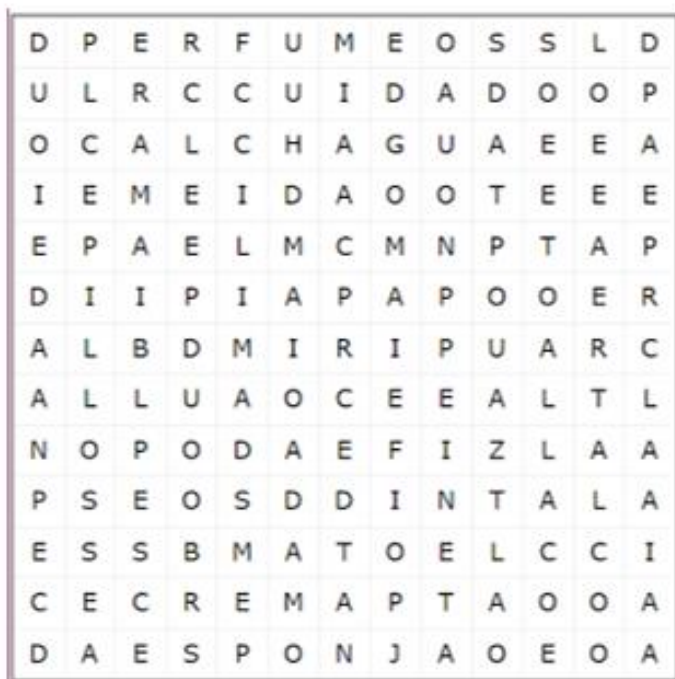 D P E R F U M E O S S L D
U L R C C U I D A D O O P
O C A L C H A G U A E E A
I E M E I D A O O T E E E
E P A E L M C M N P T A P
D I I P I A P A P O O E R
A L B D M I R I P U A R C
A L L U A O C E E A L T L
N O P O D A E F I Z L A A
P S E O S D D I N T A L A
E S S B M A T O E L C C I
C E C R E M A P T A O O A
D A E S P O N J A O E O A